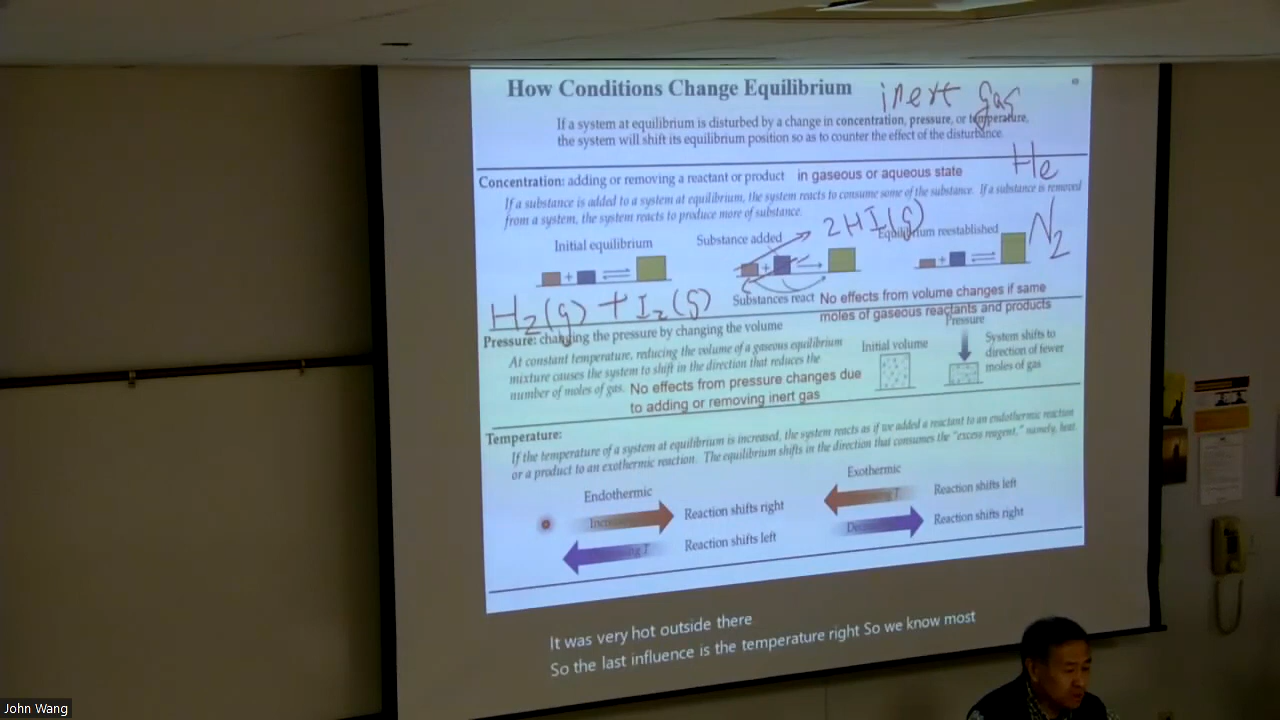 How Conditions Change Equilibrium
inert gas
If a system at equilibrium is disturbed by a change in concentration, pressure, or temperature,
the system will shift its equilibrium position so as to counter the effect of the disturbance.
He
Concentration: adding or removing a reactant or product in gaseous or aqueous state
If a substance is added to a system at equilibrium, the system reacts to consume some of the substance. If a substance is removed
from a system, the system reacts to produce more of substance.
2HI(g)
N2
Initial equilibrium
Substance added
Equilibrium reestablished
+
+
+
H2(g) + I2(g)
Substances react
No effects from volume changes if same
moles of gaseous reactants and products
Pressure: changing the pressure by changing the volume
At constant temperature, reducing the volume of a gaseous equilibrium
mixture causes the system to shift in the direction that reduces the
number of moles of gas. No effects from pressure changes due
to adding or removing inert gas
Initial volume
Pressure
System shifts to
direction of fewer
moles of gas
Temperature:
If the temperature of a system at equilibrium is increased, the system reacts as if we added a reactant to an endothermic reaction
or a product to an exothermic reaction. The equilibrium shifts in the direction that consumes the "excess reagent," namely, heat.
Endothermic
Reaction shifts right
Reaction shifts left
Exothermic
Reaction shifts left
Reaction shifts right
It was very hot outside there
So the last influence is the temperature right So we know most
John Wang